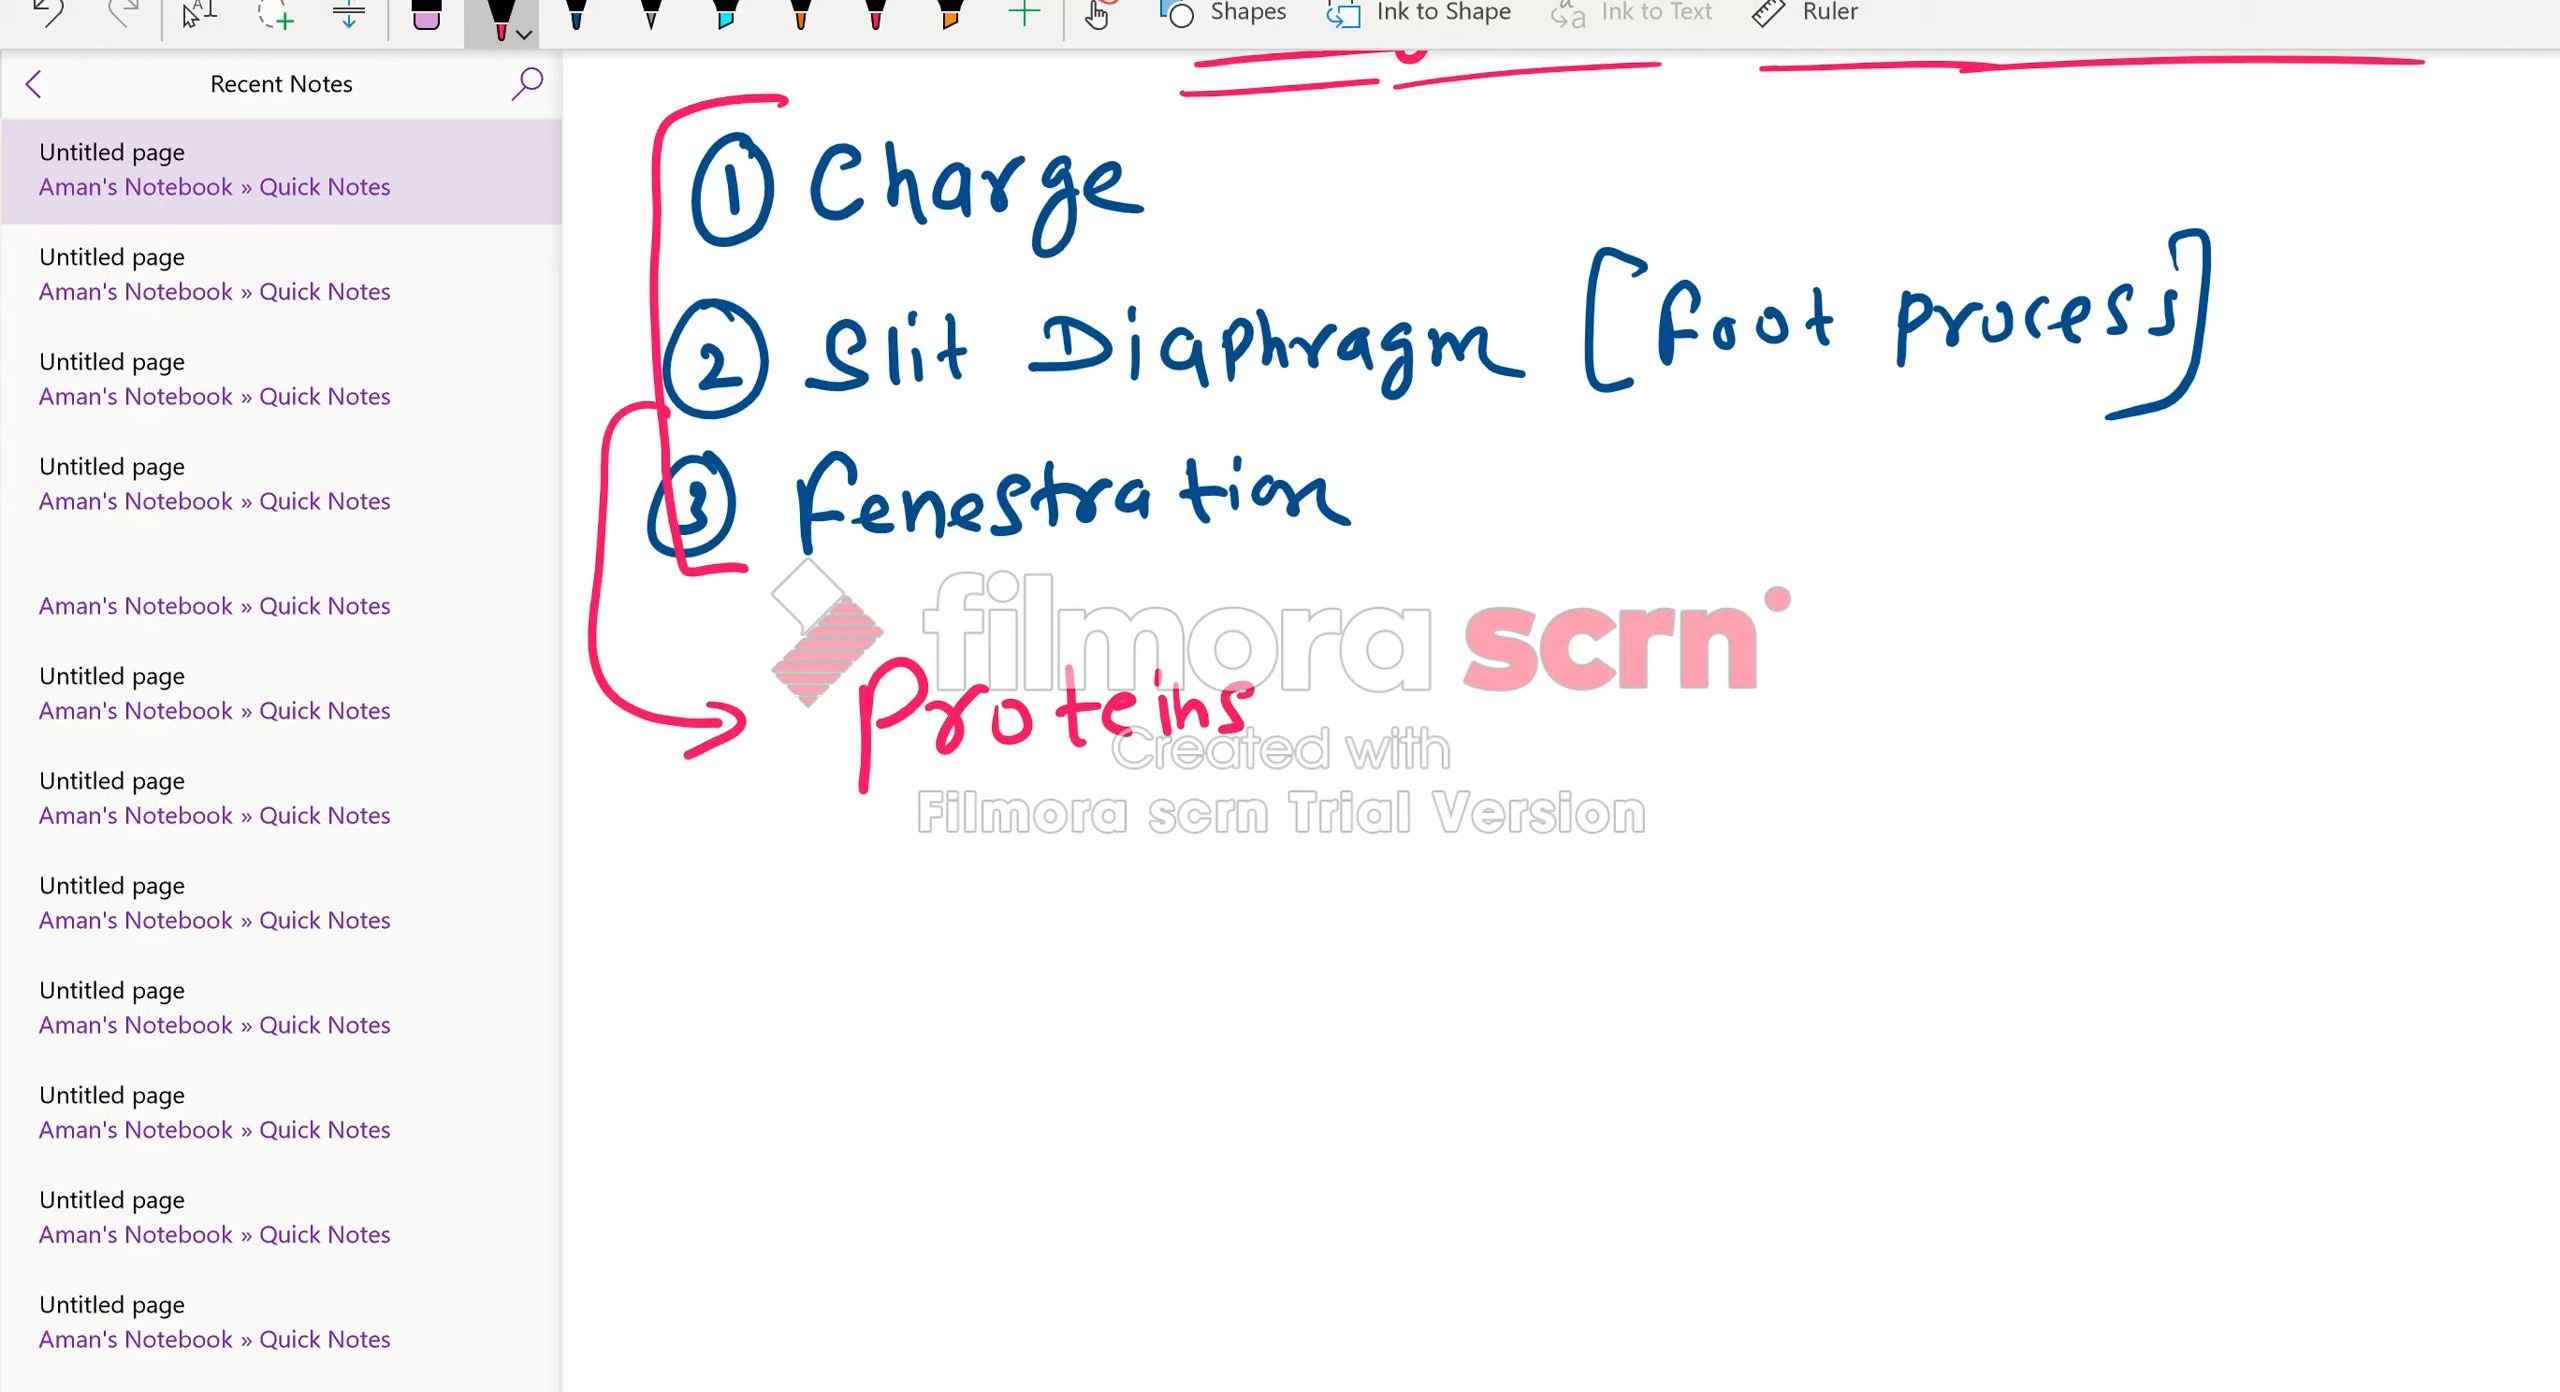 Shapes Ink to Shape Ink to Text Ruler
Recent Notes
Untitled page
Aman's Notebook » Quick Notes
Untitled page
Aman's Notebook » Quick Notes
Untitled page
Aman's Notebook » Quick Notes
Untitled page
Aman's Notebook » Quick Notes
Aman's Notebook » Quick Notes
Untitled page
Aman's Notebook » Quick Notes
Untitled page
Aman's Notebook » Quick Notes
Untitled page
Aman's Notebook » Quick Notes
Untitled page
Aman's Notebook » Quick Notes
Untitled page
Aman's Notebook » Quick Notes
Untitled page
Aman's Notebook » Quick Notes
Untitled page
Aman's Notebook » Quick Notes
① Charge
② Slit Diaphragm [Foot process]
③ Fenestration
filmora scrn
Proteins
Created with
Filmora scrn Trial Version